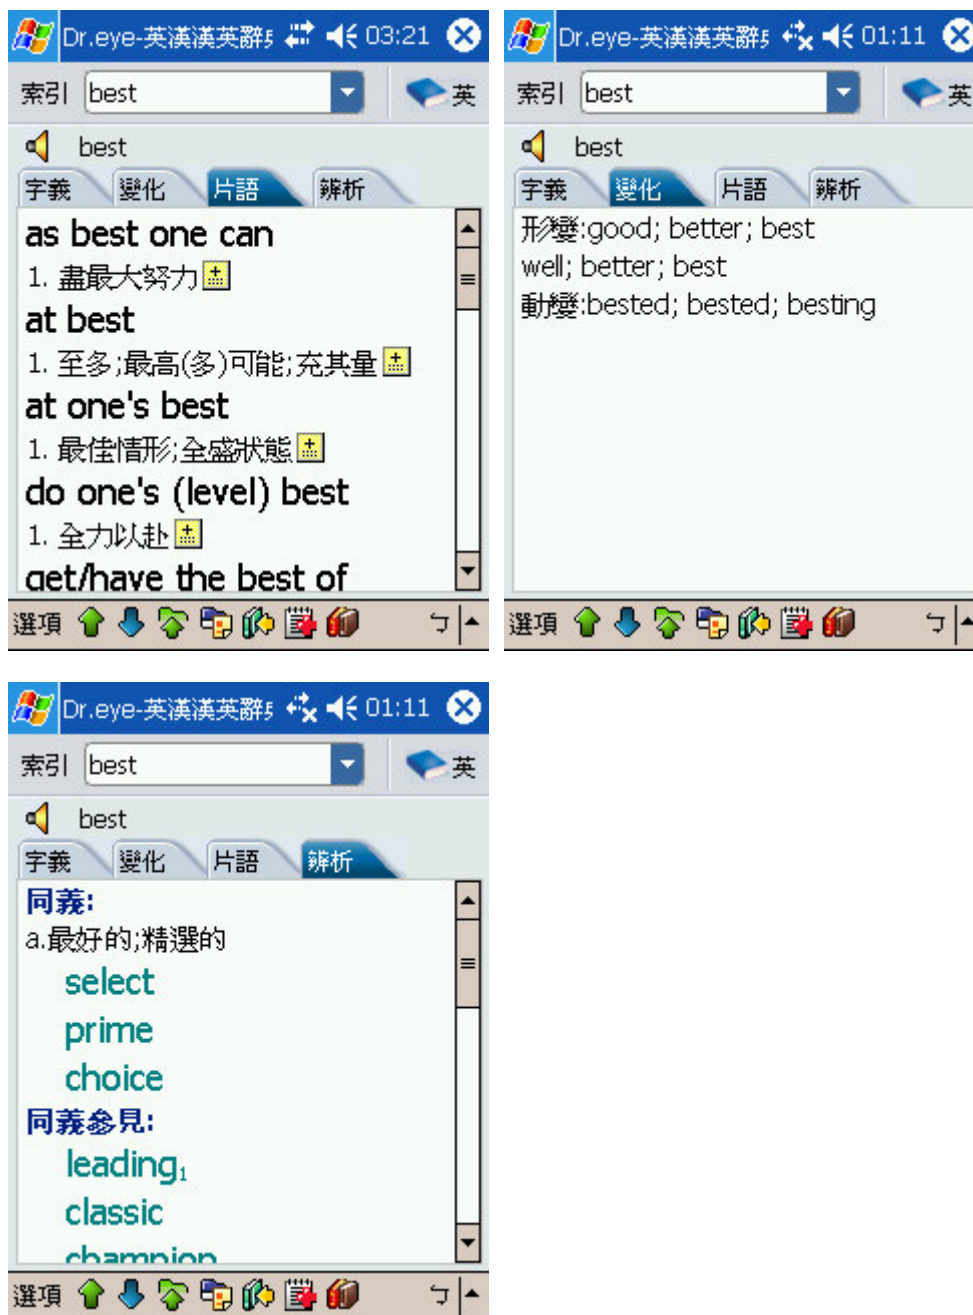 Dr.eye-英漢漢英辭 03:21
索引 best 英
best
字義 變化 片語 辨析
as best one can
1. 盡最大努力
at best
1. 至多;最高(多)可能;充其量
at one's best
1. 最佳情形;全盛狀態
do one's (level) best
1. 全力以赴
get/have the best of
選項 ㄅ
Dr.eye-英漢漢英辭 01:11
索引 best 英
best
字義 變化 片語 辨析
形變:good; better; best
well; better; best
動變:bested; bested; besting
選項 ㄅ
Dr.eye-英漢漢英辭 01:11
索引 best 英
best
字義 變化 片語 辨析
同義:
a.最好的;精選的
select
prime
choice
同義參見:
leading1
classic
champion
選項 ㄅ